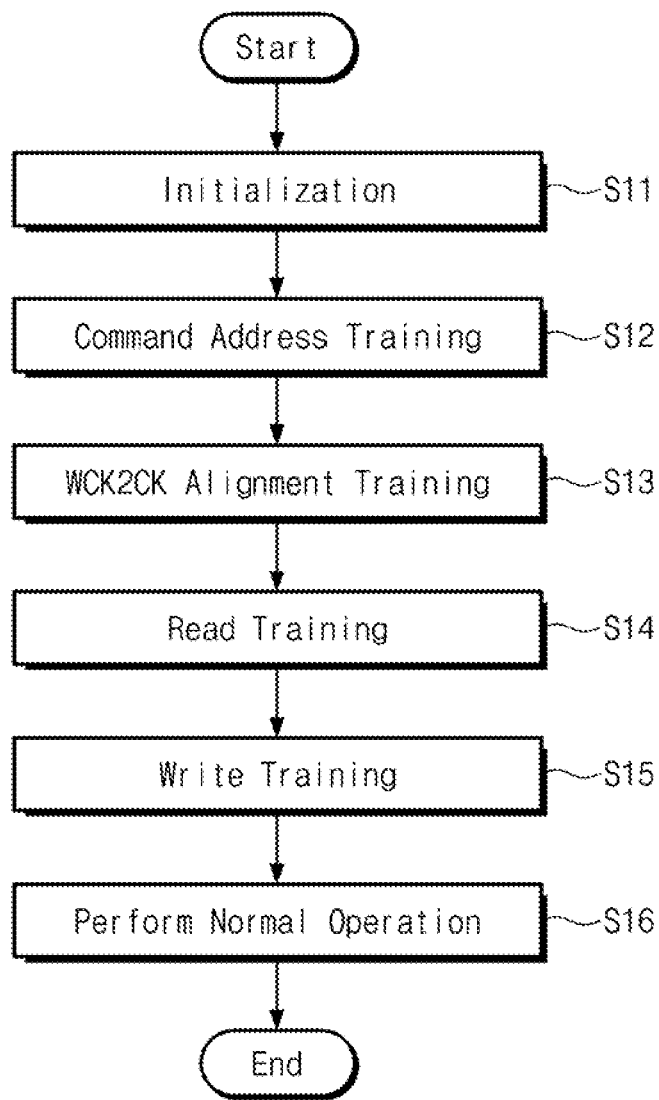 Start
Initialization
S11
Command Address Training
S12
WCK2CK Alignment Training
S13
Read Training
S14
Write Training
S15
Perform Normal Operation
S16
End